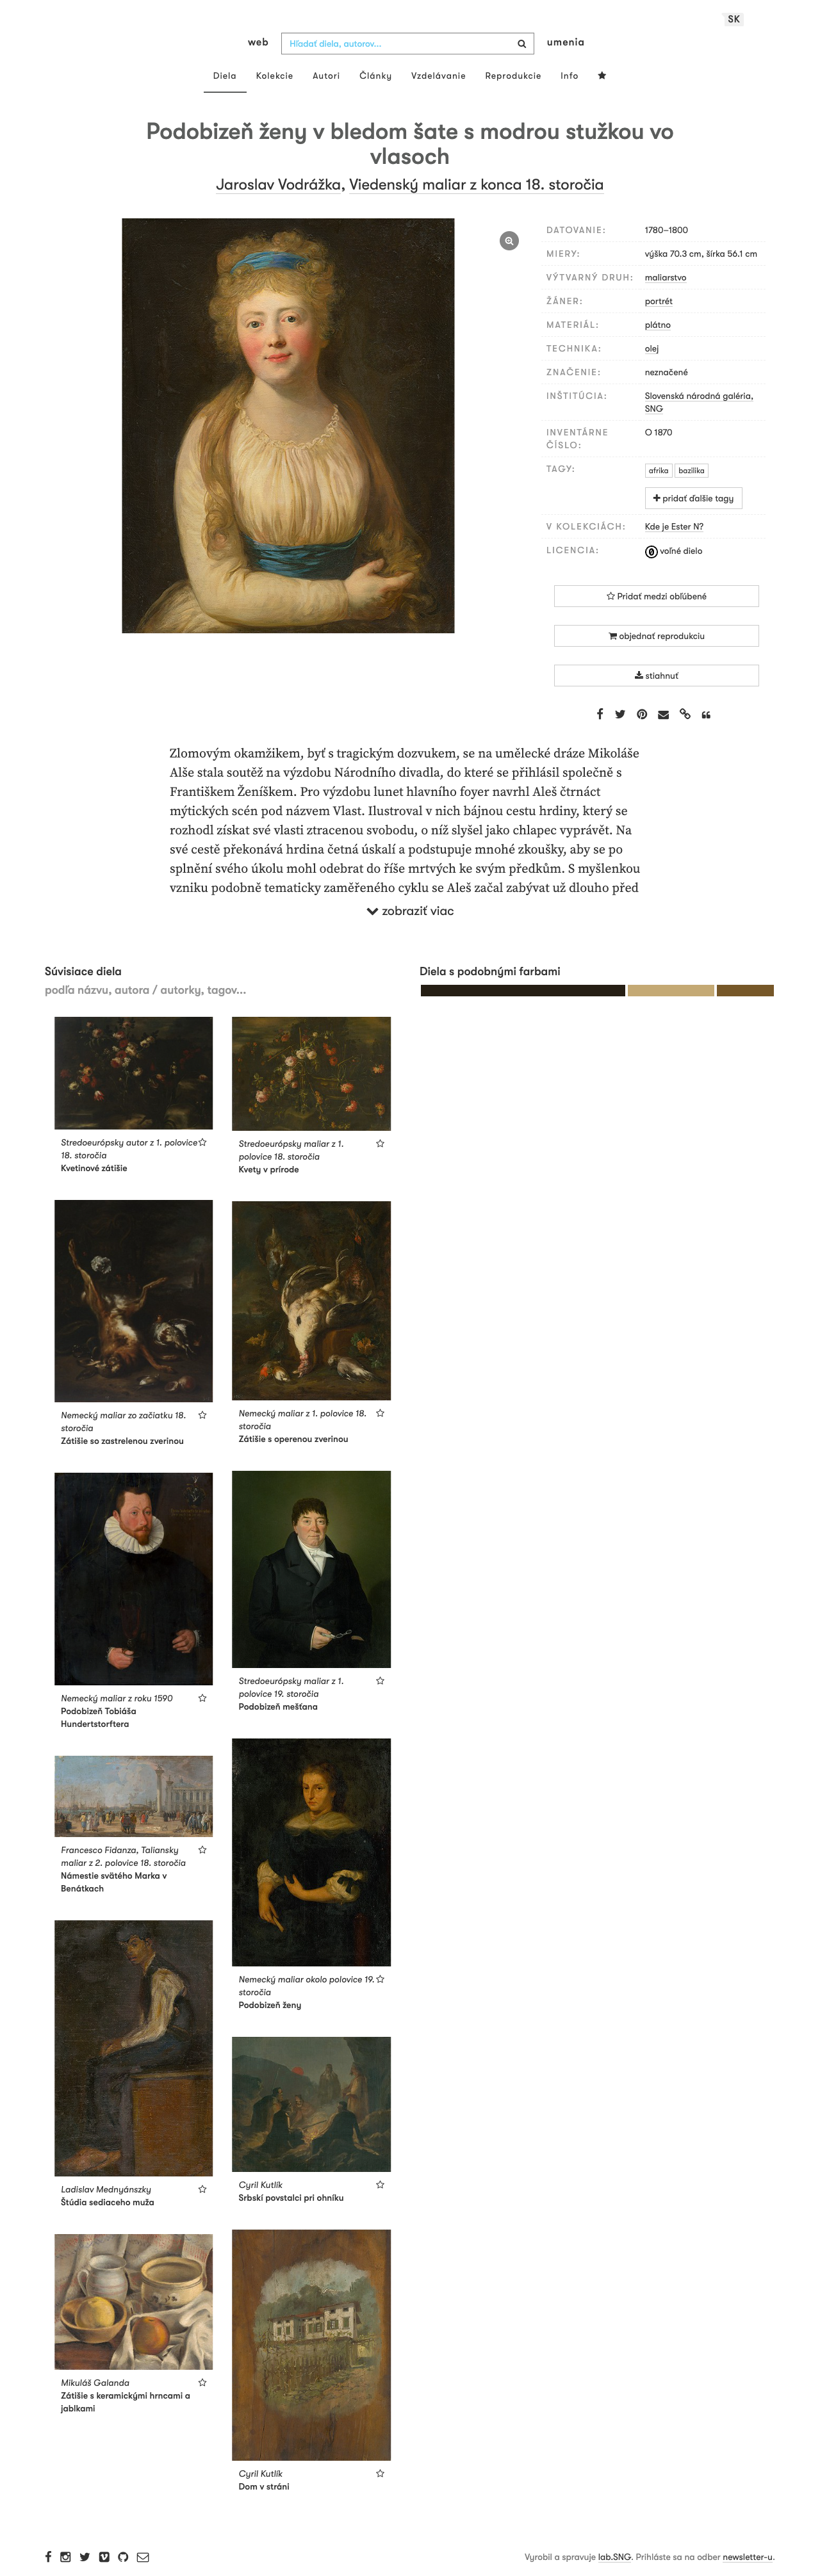 SK
web
Hľadať diela, autorov...
umenia
Diela
Kolekcie
Autori
Články
Vzdelávanie
Reprodukcie
Info
Podobizeň ženy v bledom šate s modrou stužkou vo
vlasoch
Jaroslav Vodrážka, Viedenský maliar z konca 18. storočia
DATOVANIE:
1780–1800
MIERY:
výška 70.3 cm, šírka 56.1 cm
VÝTVARNÝ DRUH:
maliarstvo
ŽÁNER:
portrét
MATERIÁL:
plátno
TECHNIKA:
olej
ZNAČENIE:
neznačené
INŠTITÚCIA:
Slovenská národná galéria,
SNG
INVENTÁRNE
ČÍSLO:
O 1870
TAGY:
afrika
bazilika
pridať ďalšie tagy
V KOLEKCIÁCH:
Kde je Ester N?
LICENCIA:
voľné dielo
Pridať medzi obľúbené
objednať reprodukciu
stiahnuť
Zlomovým okamžikem, byť s tragickým dozvukem, se na umělecké dráze Mikoláše
Alše stala soutěž na výzdobu Národního divadla, do které se přihlásil společně s
Františkem Ženíškem. Pro výzdobu lunet hlavního foyer navrhl Aleš čtrnáct
mýtických scén pod názvem Vlast. Ilustroval v nich bájnou cestu hrdiny, který se
rozhodl získat své vlasti ztracenou svobodu, o níž slyšel jako chlapec vyprávět. Na
své cestě překonává hrdina četná úskalí a podstupuje mnohé zkoušky, aby se po
splnění svého úkolu mohl odebrat do říše mrtvých ke svým předkům. S myšlenkou
vzniku podobně tematicky zaměřeného cyklu se Aleš začal zabývat už dlouho před
zobraziť viac
Súvisiace diela
podľa názvu, autora / autorky, tagov...
Diela s podobnými farbami
Stredoeurópsky autor z 1. polovice
18. storočia
Kvetinové zátišie
Stredoeurópsky maliar z 1.
polovice 18. storočia
Kvety v prírode
Nemecký maliar zo začiatku 18.
storočia
Zátišie so zastrelenou zverinou
Nemecký maliar z 1. polovice 18.
storočia
Zátišie s operenou zverinou
Nemecký maliar z roku 1590
Podobizeň Tobiáša
Hundertstorftera
Stredoeurópsky maliar z 1.
polovice 19. storočia
Podobizeň mešťana
Francesco Fidanza, Taliansky
maliar z 2. polovice 18. storočia
Námestie svätého Marka v
Benátkach
Nemecký maliar okolo polovice 19.
storočia
Podobizeň ženy
Ladislav Mednyánszky
Štúdia sediaceho muža
Cyril Kutlík
Srbskí povstalci pri ohníku
Mikuláš Galanda
Zátišie s keramickými hrncami a
jablkami
Cyril Kutlík
Dom v stráni
Vyrobil a spravuje lab.SNG. Prihláste sa na odber newsletter-u.